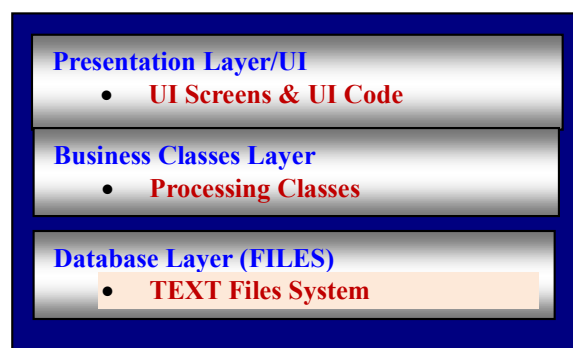 Presentation Layer/UI
• UI Screens & UI Code
Business Classes Layer
• Processing Classes
Database Layer (FILES)
• TEXT Files System